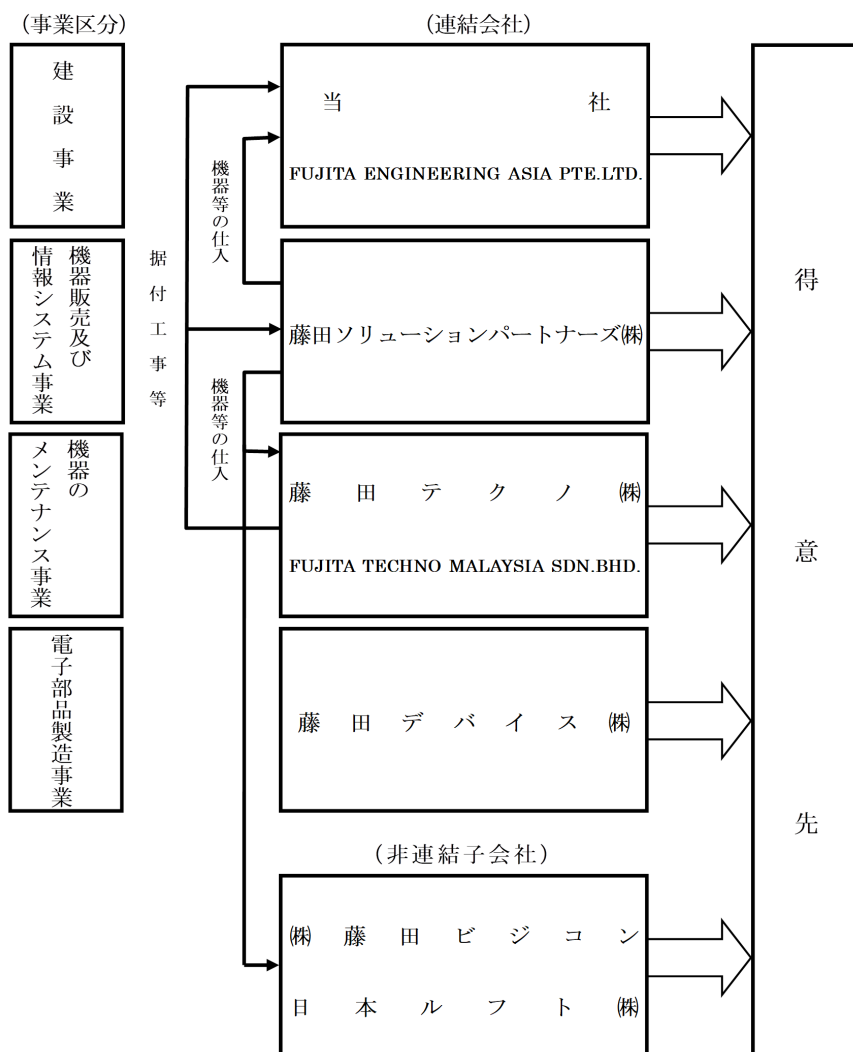 (事業区分)
(連結会社)
建設事業
当社
FUJITA ENGINEERING ASIA PTE.LTD.
機器等の仕入
機器販売及び
情報システム事業
据付工事等
藤田ソリューションパートナーズ㈱
機器等の仕入
機器の
メンテナンス事業
藤田テクノ㈱
FUJITA TECHNO MALAYSIA SDN.BHD.
電子部品製造事業
藤田デバイス㈱
(非連結子会社)
㈱藤田ビジコン
日本ルフト㈱
得意先